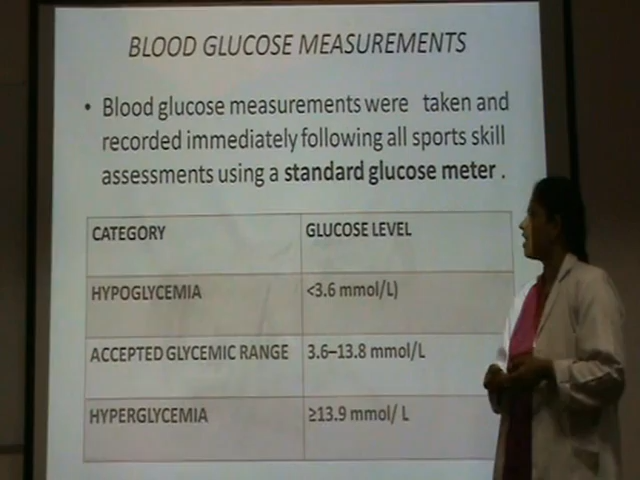 BLOOD GLUCOSE MEASUREMENTS
• Blood glucose measurements were taken and
recorded immediately following all sports skill
assessments using a standard glucose meter .
CATEGORY GLUCOSE LEVEL
HYPOGLYCEMIA <3.6 mmol/L)
ACCEPTED GLYCEMIC RANGE 3.6–13.8 mmol/L
HYPERGLYCEMIA ≥13.9 mmol/ L